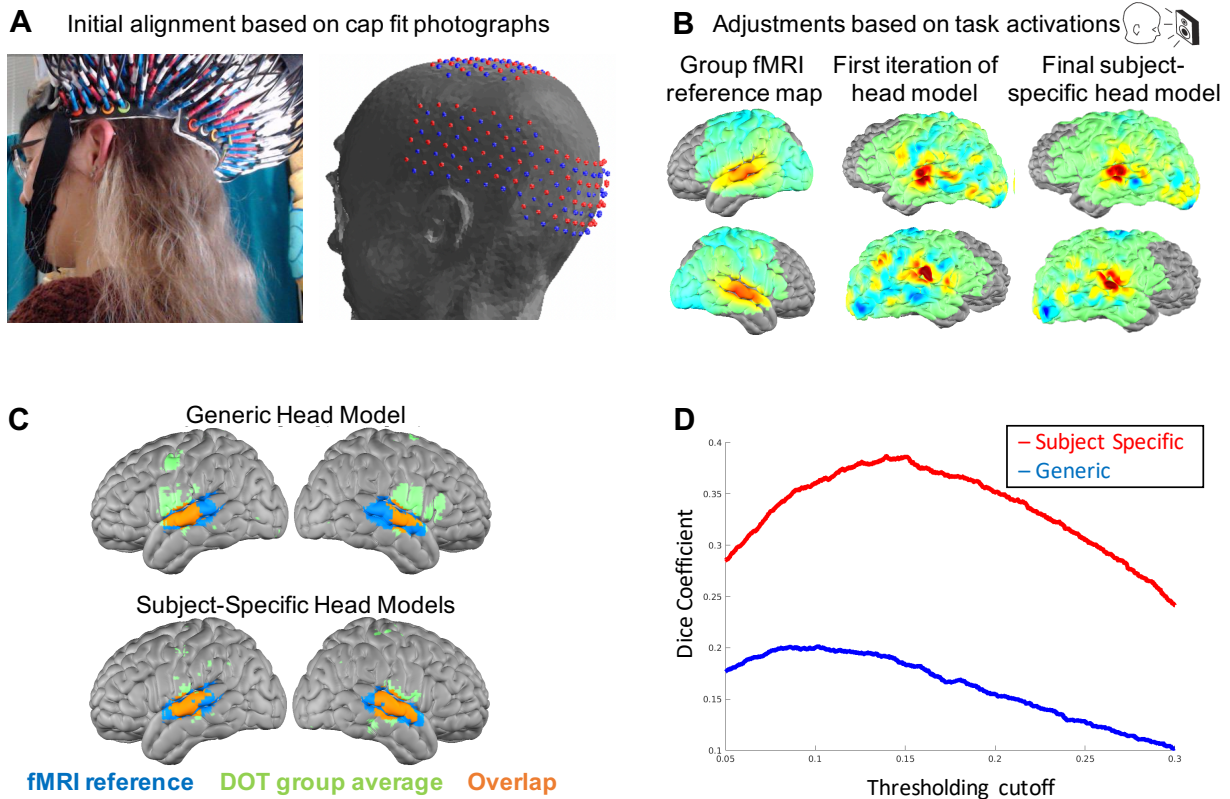 A Initial alignment based on cap fit photographs
B Adjustments based on task activations
Group fMRI
reference map
First iteration of
head model
Final subject-
specific head model
C
Generic Head Model
Subject-Specific Head Models
fMRI reference DOT group average Overlap
D
– Subject Specific
– Generic
Dice Coefficient
0.4
0.35
0.3
0.25
0.2
0.15
0.1
0.05 0.1 0.15 0.2 0.25 0.3
Thresholding cutoff